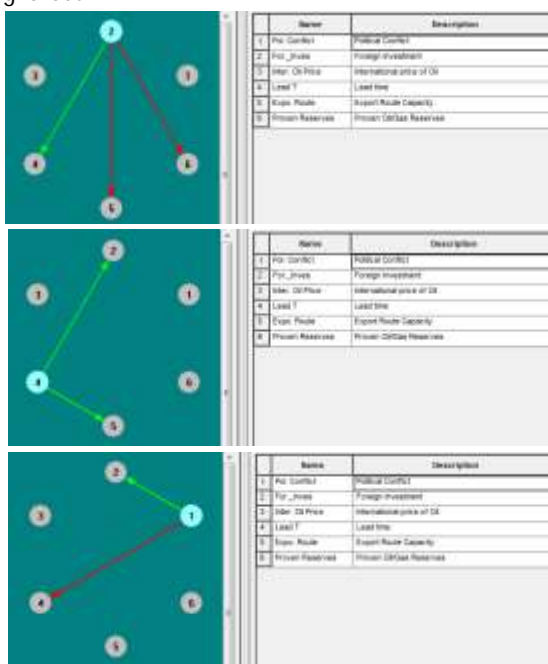 2
3
1
4
6
5
Name Description
1 Pol. Conflict Political Conflict
2 For._Inves Foreign Investment
3 Inter. Oil Price International price of Oil
4 Lead T Lead time
5 Expo. Route Export Route Capacity
6 Proven Reserves Proven Oil/Gas Reserves
2
3
1
4
6
5
Name Description
1 Pol. Conflict Political Conflict
2 For._Inves Foreign Investment
3 Inter. Oil Price International price of Oil
4 Lead T Lead time
5 Expo. Route Export Route Capacity
6 Proven Reserves Proven Oil/Gas Reserves
2
3
1
4
6
5
Name Description
1 Pol. Conflict Political Conflict
2 For._Inves Foreign Investment
3 Inter. Oil Price International price of Oil
4 Lead T Lead time
5 Expo. Route Export Route Capacity
6 Proven Reserves Proven Oil/Gas Reserves